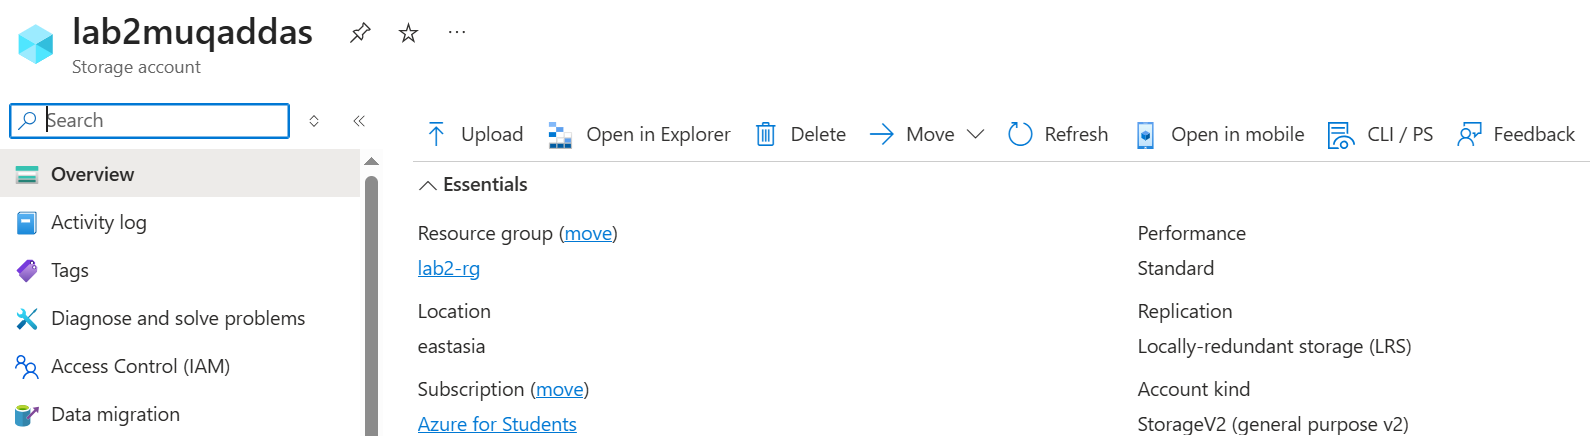 lab2muqaddas
Storage account
Search
Upload Open in Explorer Delete Move Refresh Open in mobile CLI / PS Feedback
Overview
Activity log
Tags
Diagnose and solve problems
Access Control (IAM)
Data migration
Essentials
Resource group (move)
lab2-rg
Location
eastasia
Subscription (move)
Azure for Students
Performance
Standard
Replication
Locally-redundant storage (LRS)
Account kind
StorageV2 (general purpose v2)